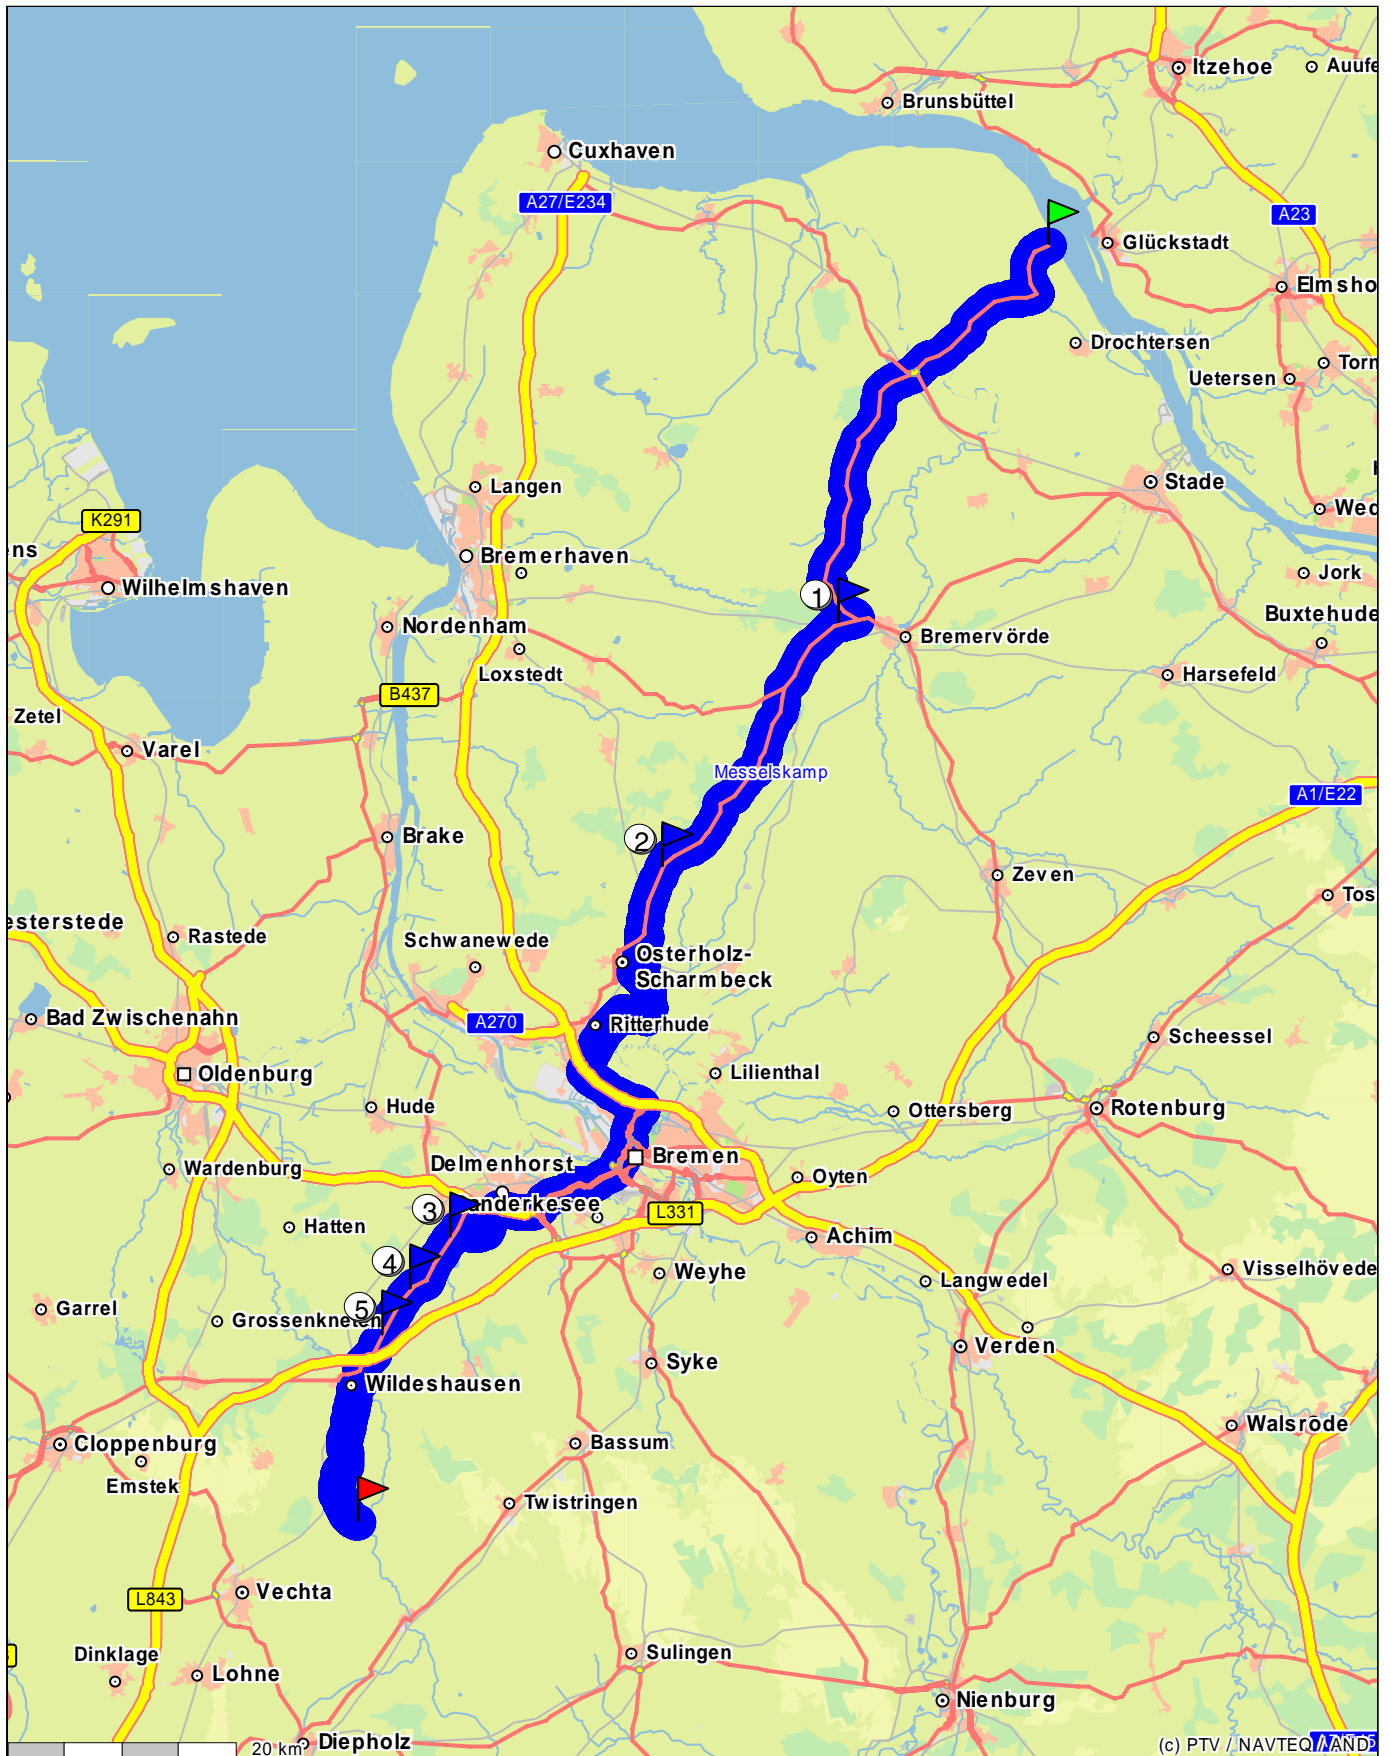 Itzehoe
Auufe
Brunsbüttel
Cuxhaven
A27/E234
A23
Glückstadt
Elmsho
Drochtersen
Torn
Uetersen
Langen
Stade
Wed
K291
ens
Bremerhaven
Wilhelmshaven
Jork
1
Buxtehude
Nordenham
Bremervörde
Loxstedt
Harsefeld
B437
Zetel
Varel
Messelskamp
A1/E22
Brake
2
Zeven
Tos
esterstede
Rastede
Schwanewede
Osterholz-
Scharmbeck
Bad Zwischenahn
A270
Ritterhude
Scheessel
Oldenburg
Lilienthal
Hude
Ottersberg
Rotenburg
Bremen
Delmenhorst
Wardenburg
Oyten
3
anderkesee
L331
Hatten
Achim
4
Weyhe
Visselhövede
Langwedel
5
Garrel
Grossenkneten
Verden
Syke
Wildeshausen
Walsrode
Cloppenburg
Bassum
Emstek
Twistringen
Vechta
L843
Dinklage
Sulingen
Lohne
Nienburg
Diepholz
20 km
(c) PTV / NAVTEQ / AND